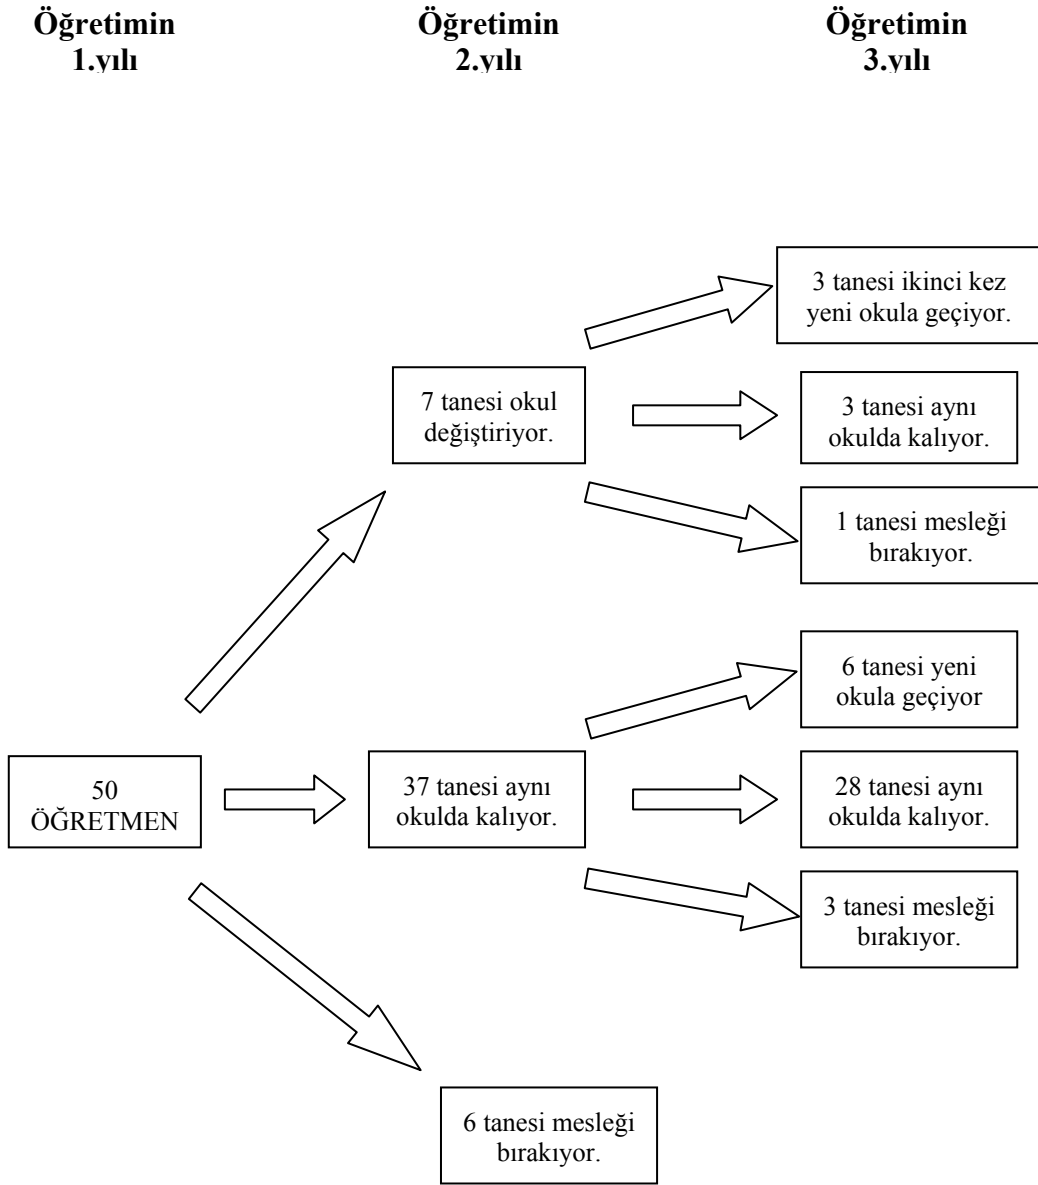 Öğretimin
1.yılı
Öğretimin
2.yılı
Öğretimin
3.yılı
3 tanesi ikinci kez
yeni okula geçiyor.
7 tanesi okul
değiştiriyor.
3 tanesi aynı
okulda kalıyor.
1 tanesi mesleği
bırakıyor.
6 tanesi yeni
okula geçiyor
50
ÖĞRETMEN
37 tanesi aynı
okulda kalıyor.
28 tanesi aynı
okulda kalıyor.
3 tanesi mesleği
bırakıyor.
6 tanesi mesleği
bırakıyor.